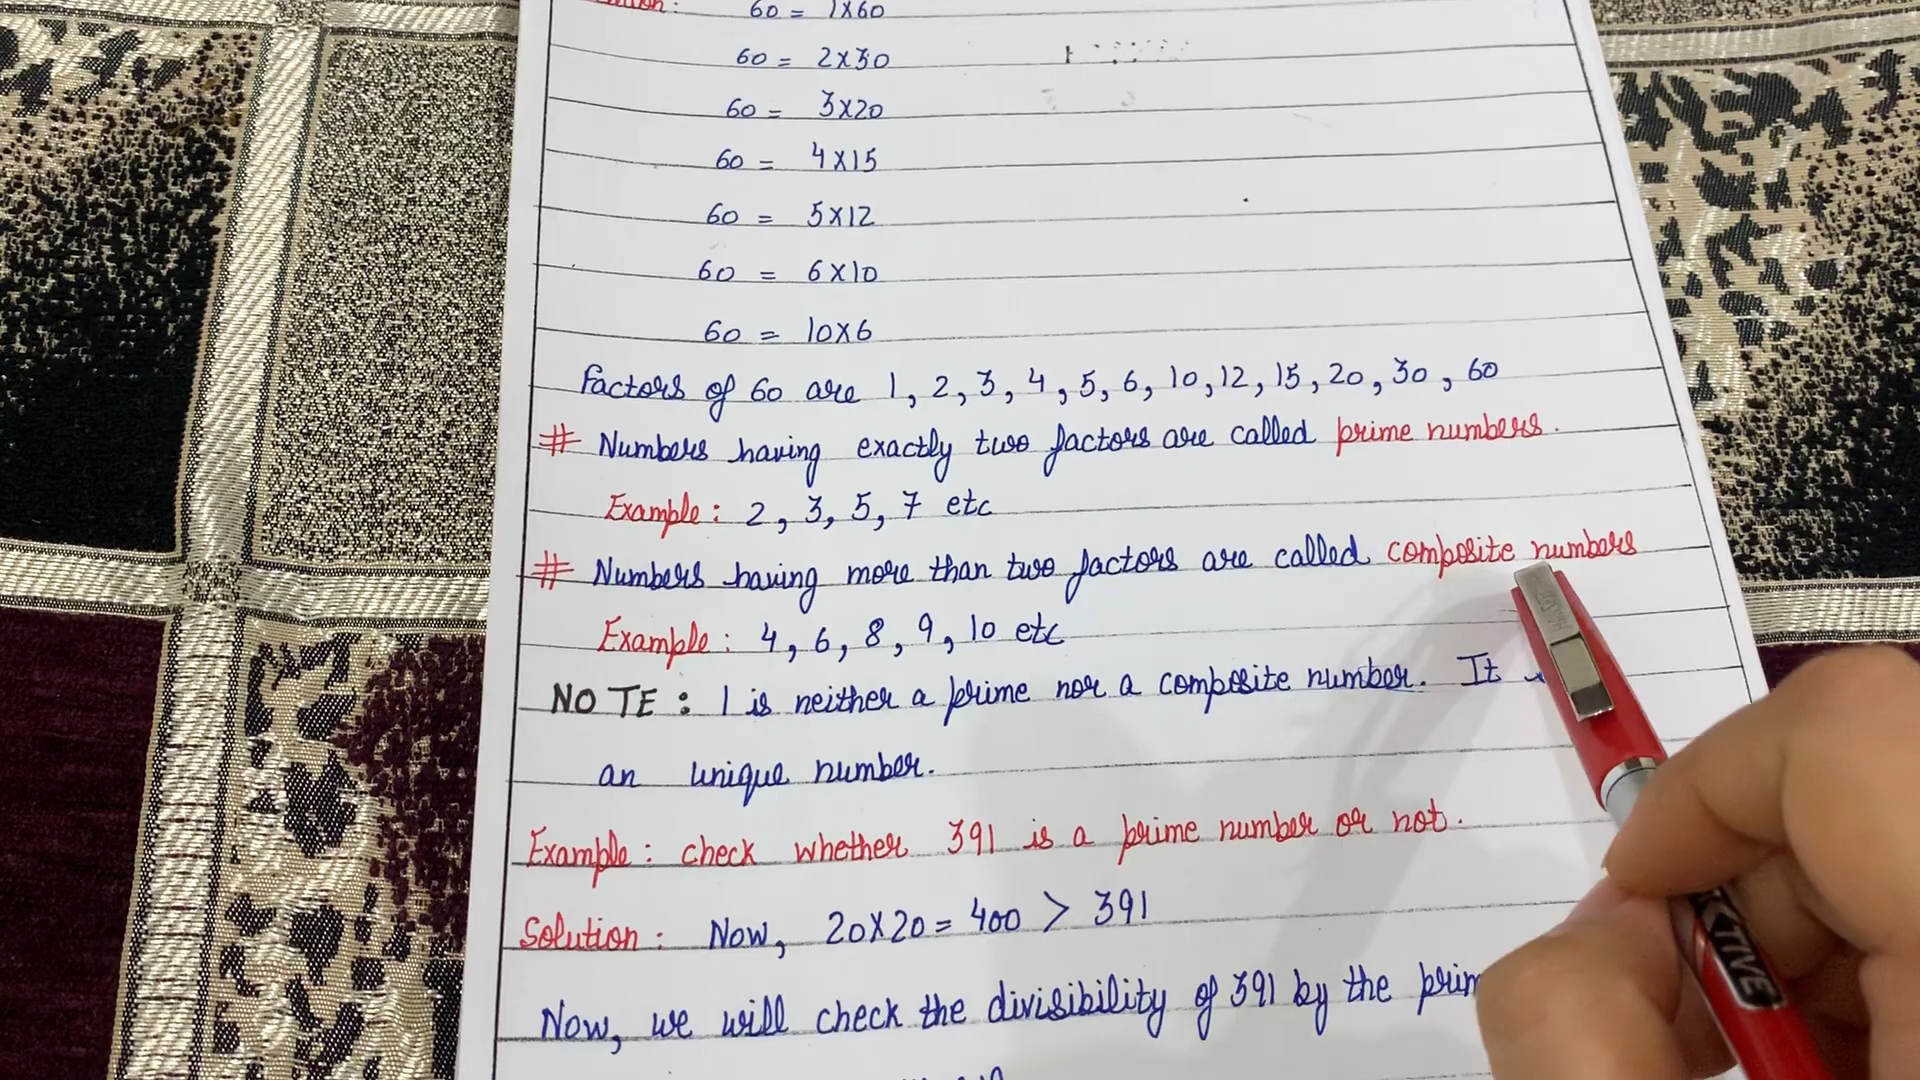 60 = 1X60
60 = 2X30
60 = 3X20
60 = 4X15
60 = 5X12
60 = 6X10
60 = 10X6
Factors of 60 are 1, 2, 3, 4, 5, 6, 10, 12, 15, 20, 30, 60
# Numbers having exactly two factors are called prime numbers.
Example: 2, 3, 5, 7 etc
# Numbers having more than two factors are called composite numbers
Example: 4, 6, 8, 9, 10 etc
NOTE: 1 is neither a prime nor a composite number. It
an unique number.
Example: check whether 391 is a prime number or not.
Solution: Now, 20X20 = 400 > 391
Now, we will check the divisibility of 391 by the